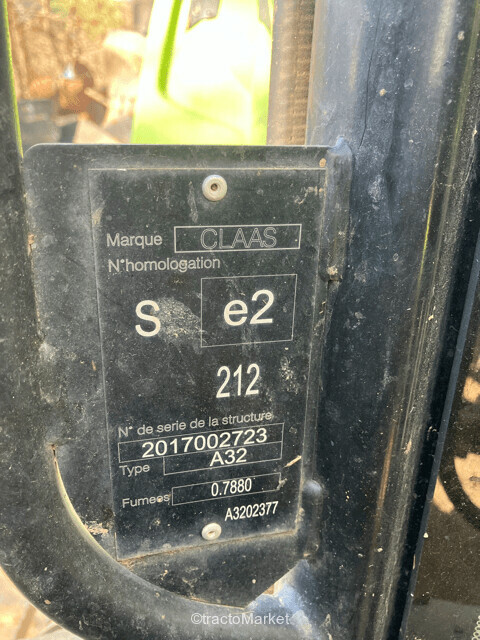 Marque CLAAS
N°homologation
S e2
212
N° de serie de la structure
2017002723
Type A32
Fumees 0.7880
A3202377
©tractoMarket